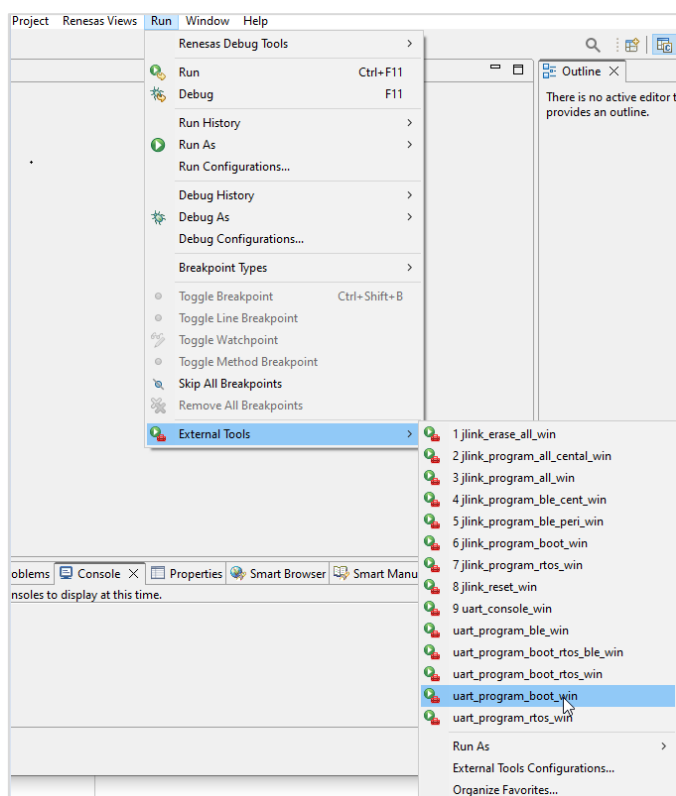 Project Renesas Views Run Window Help
Renesas Debug Tools
Run Ctrl+F11
Debug F11
Run History
Run As
Run Configurations...
Debug History
Debug As
Debug Configurations...
Breakpoint Types
Toggle Breakpoint Ctrl+Shift+B
Toggle Line Breakpoint
Toggle Watchpoint
Toggle Method Breakpoint
Skip All Breakpoints
Remove All Breakpoints
External Tools
Outline
There is no active editor t
provides an outline.
1 jlink_erase_all_win
2 jlink_program_all_cental_win
3 jlink_program_all_win
4 jlink_program_ble_cent_win
5 jlink_program_ble_peri_win
6 jlink_program_boot_win
7 jlink_program_rtos_win
8 jlink_reset_win
9 uart_console_win
uart_program_ble_win
uart_program_boot_rtos_ble_win
uart_program_boot_rtos_win
uart_program_boot_win
uart_program_rtos_win
Run As
External Tools Configurations...
Organize Favorites...
oblems Console Properties Smart Browser Smart Manu
nsoles to display at this time.